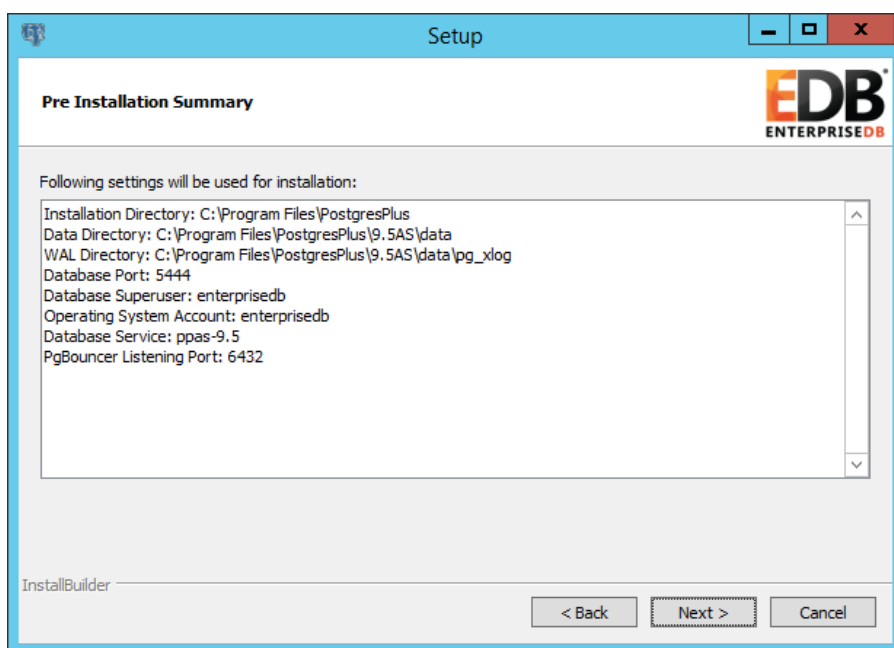 Setup
Pre Installation Summary
EDB
ENTERPRISEDB
Following settings will be used for installation:
Installation Directory: C:\Program Files\PostgresPlus
Data Directory: C:\Program Files\PostgresPlus\9.5AS\data
WAL Directory: C:\Program Files\PostgresPlus\9.5AS\data\pg_xlog
Database Port: 5444
Database Superuser: enterprisedb
Operating System Account: enterprisedb
Database Service: ppas-9.5
PgBouncer Listening Port: 6432
InstallBuilder
< Back Next > Cancel